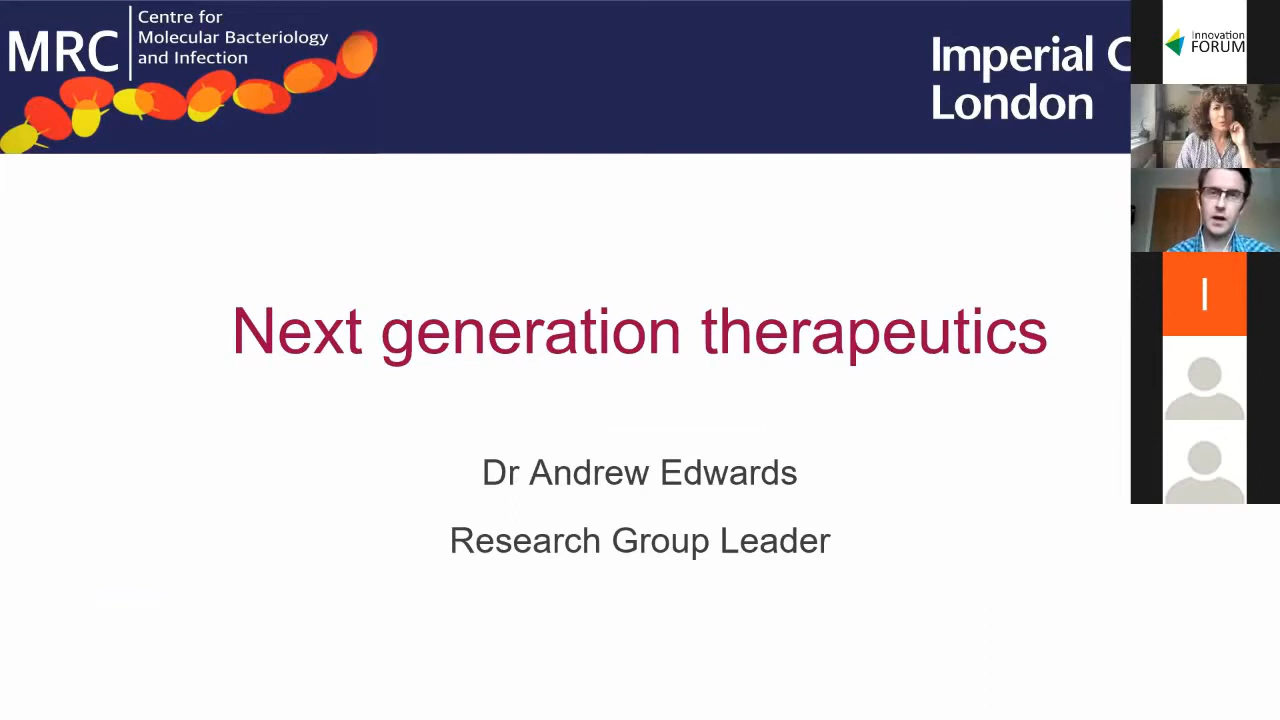 MRC
Centre for
Molecular Bacteriology
and Infection
Imperial C
London
Innovation
FORUM
I
Next generation therapeutics
Dr Andrew Edwards
Research Group Leader